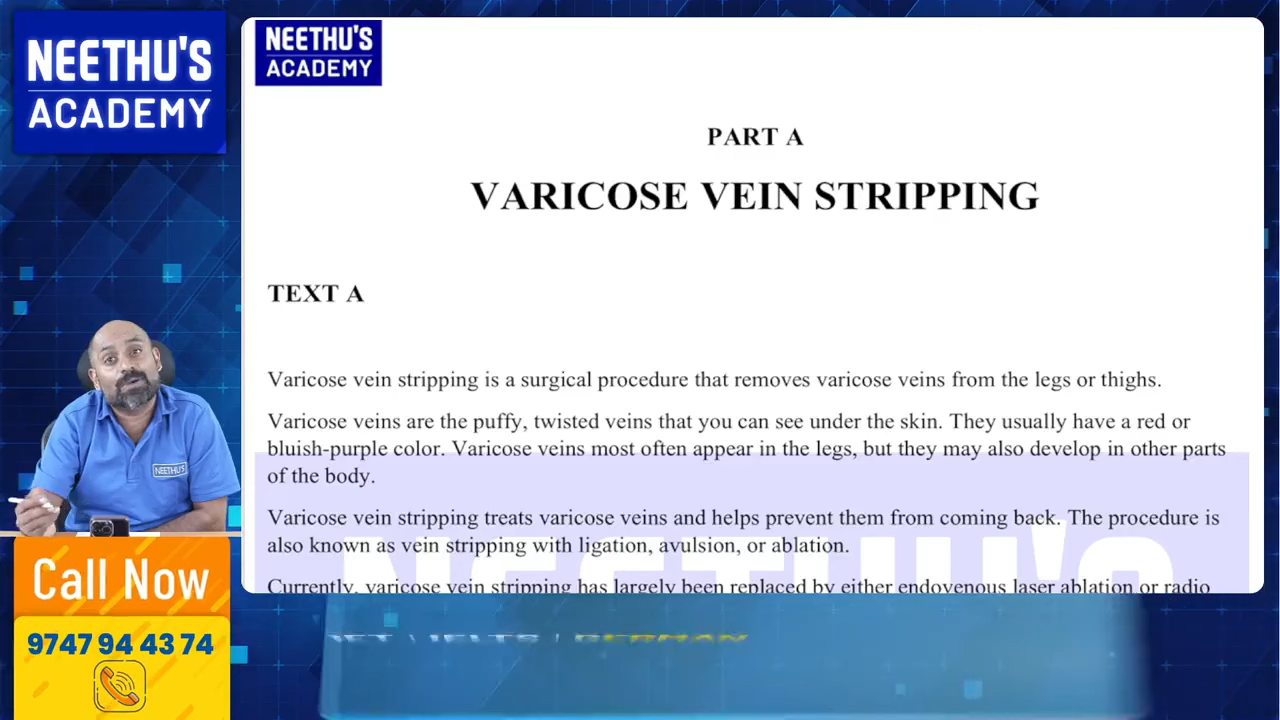 NEETHU'S
ACADEMY
NEETHU'S
ACADEMY
PART A
VARICOSE VEIN STRIPPING
TEXT A
Varicose vein stripping is a surgical procedure that removes varicose veins from the legs or thighs.
Varicose veins are the puffy, twisted veins that you can see under the skin. They usually have a red or
bluish-purple color. Varicose veins most often appear in the legs, but they may also develop in other parts
of the body.
Varicose vein stripping treats varicose veins and helps prevent them from coming back. The procedure is
also known as vein stripping with ligation, avulsion, or ablation.
Currently, varicose vein stripping has largely been replaced by either endovenous laser ablation or radio
NEETHU'S
NEETHU'S
Call Now
9747 94 43 74
IELTS | GERMAN